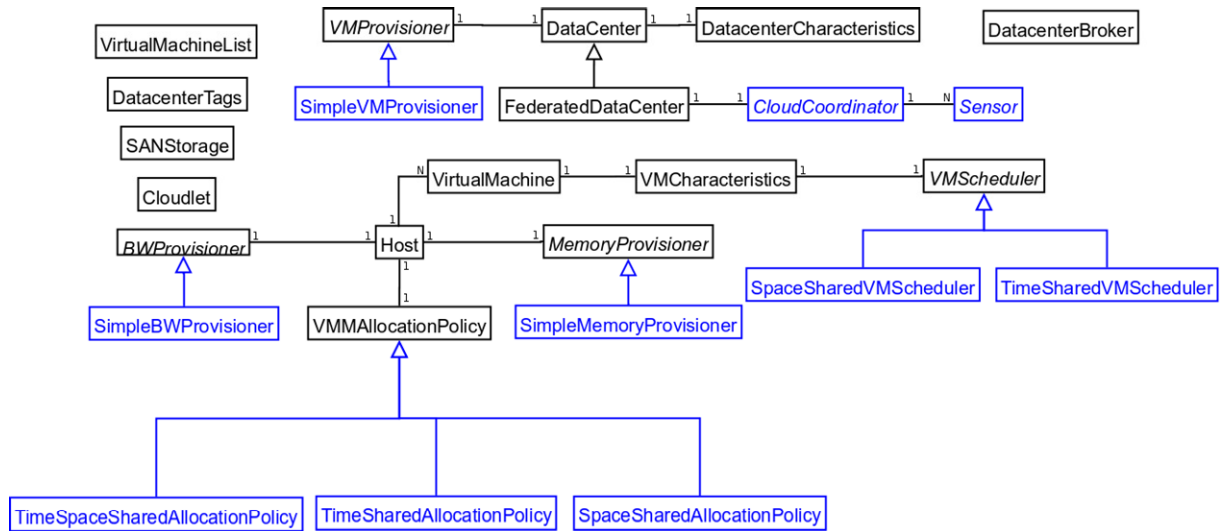 VMProvisioner 1 1 DataCenter 1 1 DatacenterCharacteristics
DatacenterBroker
VirtualMachineList
DatacenterTags
SimpleVMProvisioner
FederatedDataCenter 1 1 CloudCoordinator 1 N Sensor
SANStorage
Cloudlet
N VirtualMachine 1 1 VMCharacteristics 1 1 VMScheduler
1
BWProvisioner 1 1 Host 1 1 MemoryProvisioner
1
1
SpaceSharedVMScheduler
TimeSharedVMScheduler
SimpleBWProvisioner
VMMAllocationPolicy
SimpleMemoryProvisioner
TimeSpaceSharedAllocationPolicy
TimeSharedAllocationPolicy
SpaceSharedAllocationPolicy